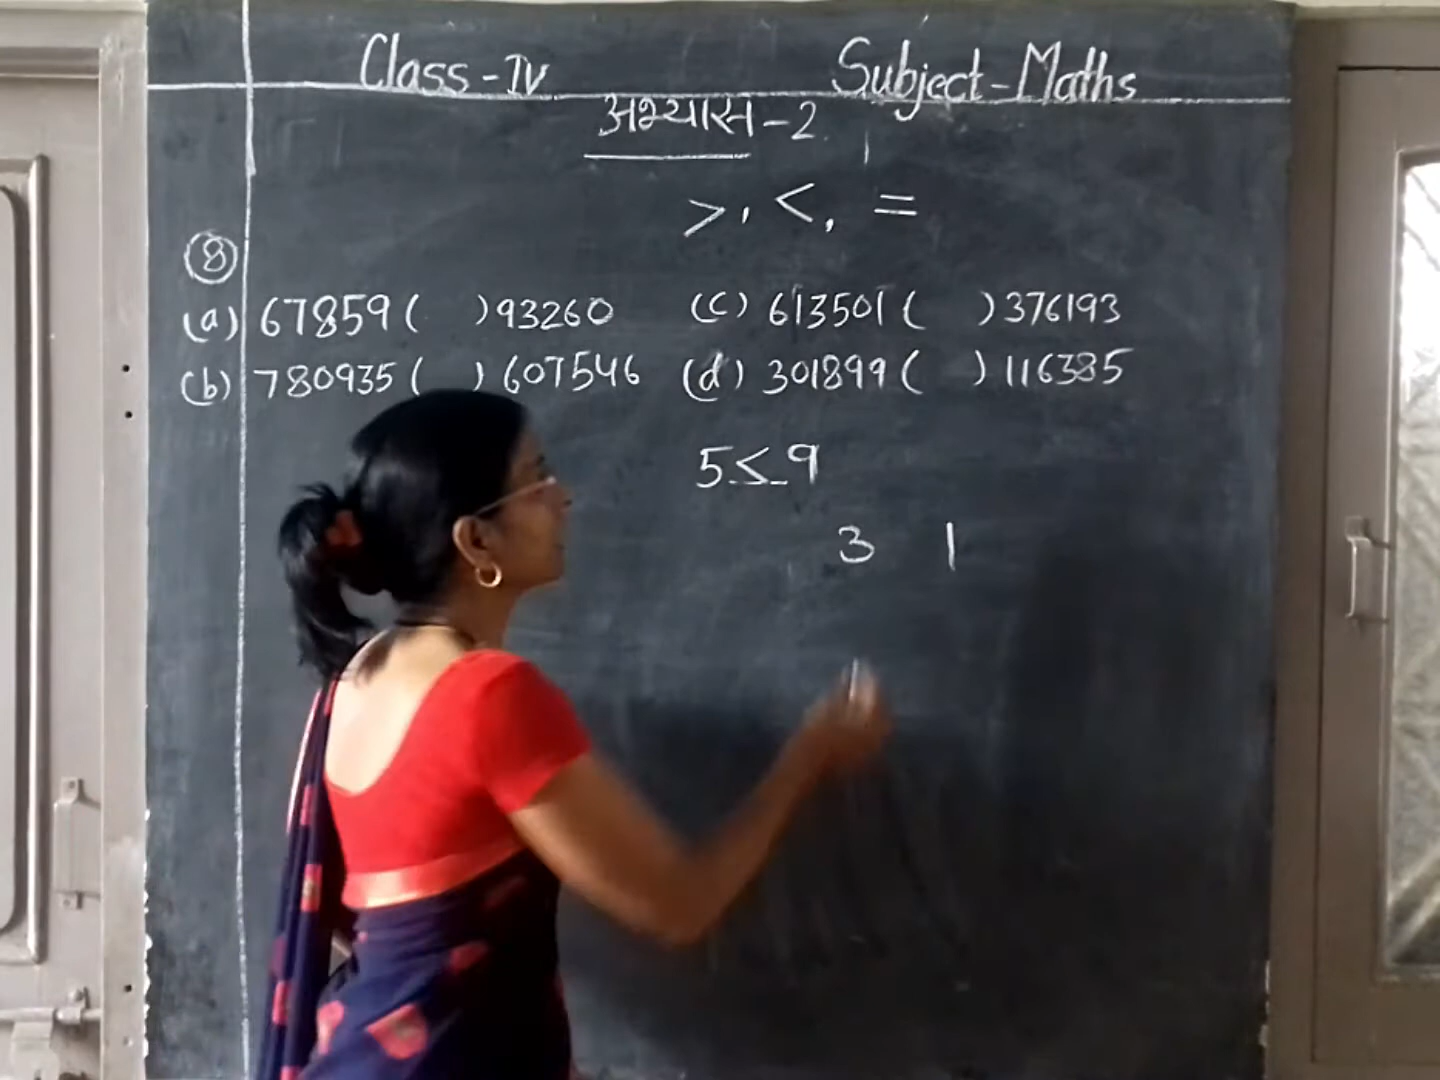 Class-IV Subject-Maths
अभ्यास-2.
>, <, =
8
(a) 67859 ( ) 93260 (c) 613501 ( ) 376193
(b) 780935 ( ) 607546 (d) 301899 ( ) 116385
5 < 9
3 1